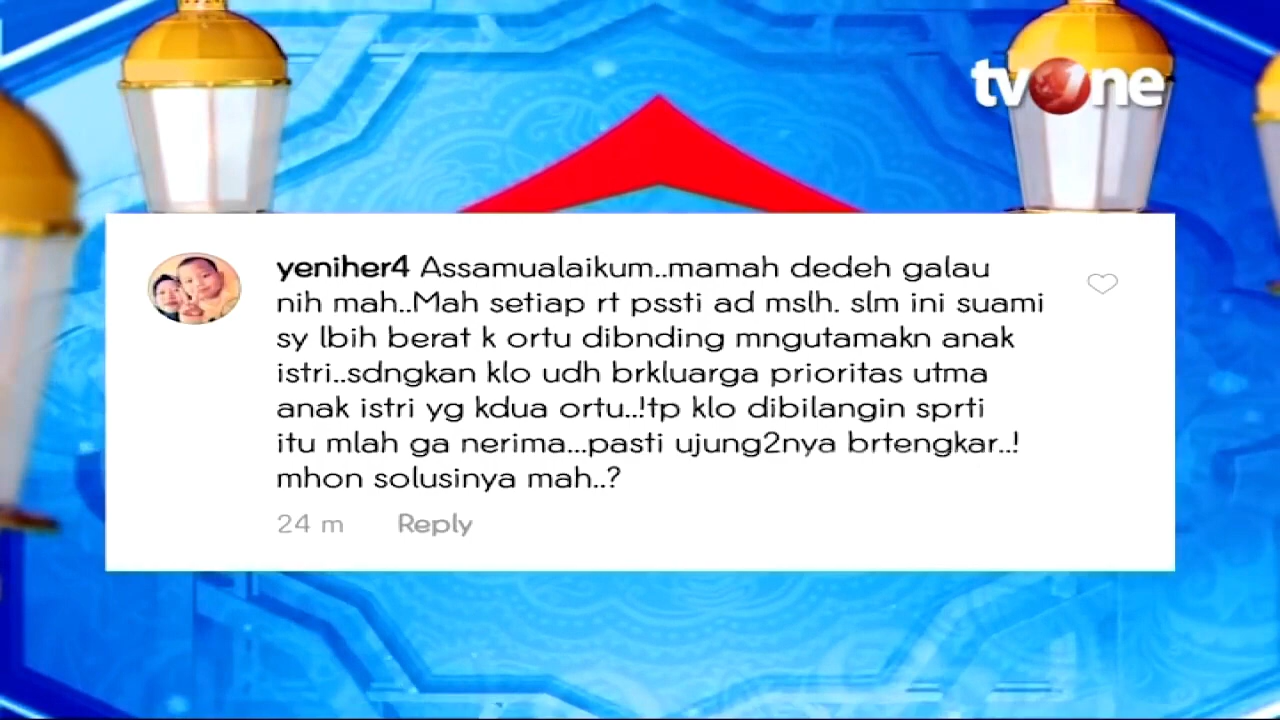 tvOne
yeniher4 Assamualaikum..mamah dedeh galau
nih mah..Mah setiap rt pssti ad mslh. slm ini suami
sy lbih berat k ortu dibnding mngutamakn anak
istri..sdngkan klo udh brkluarga prioritas utma
anak istri yg kdua ortu..!tp klo dibilangin sprti
itu mlah ga nerima...pasti ujung2nya brtengkar..!
mhon solusinya mah..?
24 m Reply